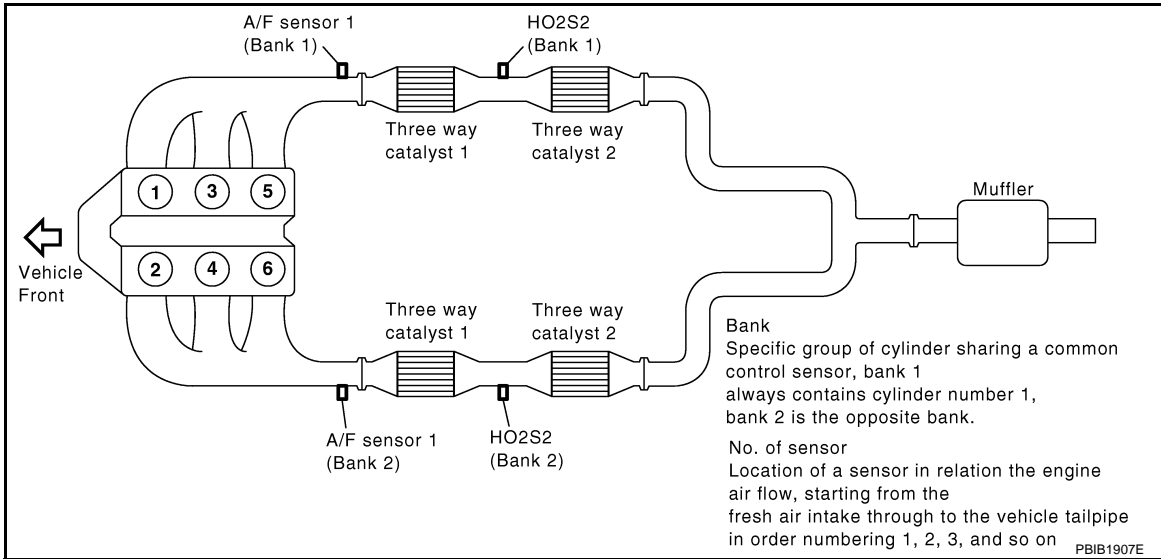 A/F sensor 1
(Bank 1)
HO2S2
(Bank 1)
Three way
catalyst 1
Three way
catalyst 2
1
3
5
Muffler
Vehicle
Front
2
4
6
Three way
catalyst 1
Three way
catalyst 2
A/F sensor 1
(Bank 2)
HO2S2
(Bank 2)
Bank
Specific group of cylinder sharing a common
control sensor, bank 1
always contains cylinder number 1,
bank 2 is the opposite bank.
No. of sensor
Location of a sensor in relation the engine
air flow, starting from the
fresh air intake through to the vehicle tailpipe
in order numbering 1, 2, 3, and so on
PBIB1907E